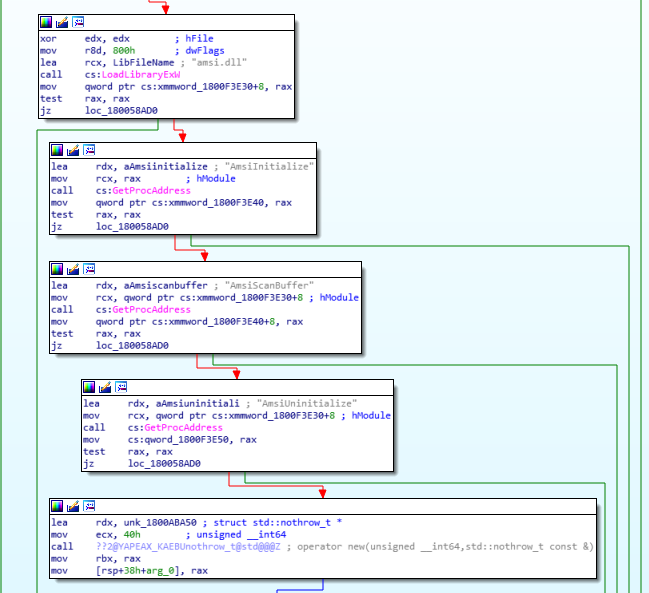 xor edx, edx ; hFile
mov r8d, 800h ; dwFlags
lea rcx, LibFileName ; "amsi.dll"
call cs:LoadLibraryExW
mov qword ptr cs:xmmword_1800F3E30+8, rax
test rax, rax
jz loc_180058AD0
lea rdx, aAmsiinitialize ; "AmsiInitialize"
mov rcx, rax ; hModule
call cs:GetProcAddress
mov qword ptr cs:xmmword_1800F3E40, rax
test rax, rax
jz loc_180058AD0
lea rdx, aAmsiscanbuffer ; "AmsiScanBuffer"
mov rcx, qword ptr cs:xmmword_1800F3E30+8 ; hModule
call cs:GetProcAddress
mov qword ptr cs:xmmword_1800F3E40+8, rax
test rax, rax
jz loc_180058AD0
lea rdx, aAmsiuninitiali ; "AmsiUninitialize"
mov rcx, qword ptr cs:xmmword_1800F3E30+8 ; hModule
call cs:GetProcAddress
mov cs:qword_1800F3E50, rax
test rax, rax
jz loc_180058AD0
lea rdx, unk_1800ABA50 ; struct std::nothrow_t *
mov ecx, 40h ; unsigned __int64
call ??2@YAPEAX_KAEBUnothrow_t@std@@@Z ; operator new(unsigned __int64,std::nothrow_t const &)
mov rbx, rax
mov [rsp+38h+arg_0], rax